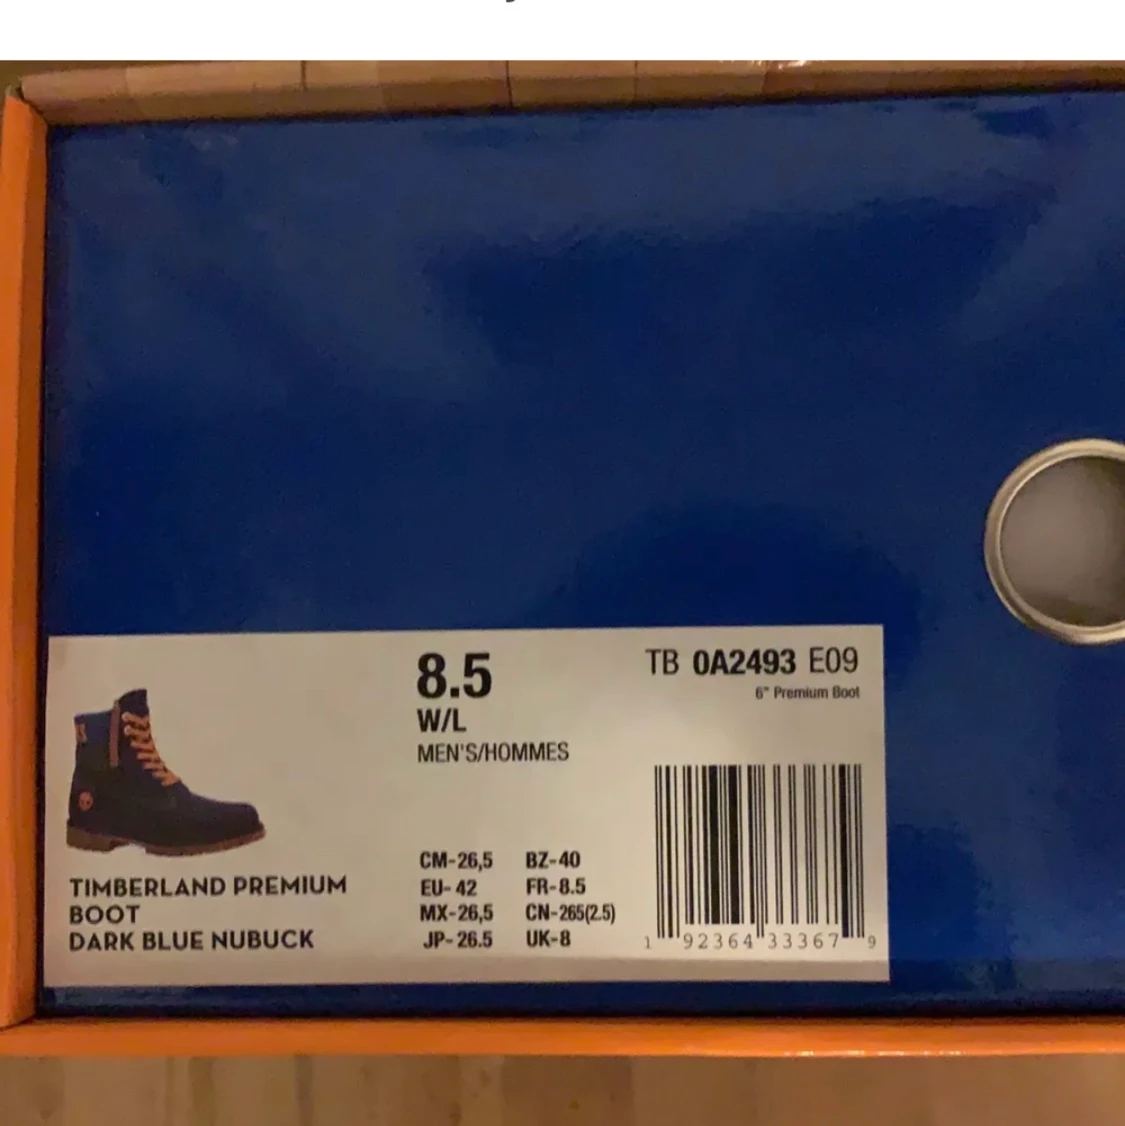 8.5
W/L
MEN'S/HOMMES
TB 0A2493 E09
6" Premium Boot
TIMBERLAND PREMIUM
BOOT
DARK BLUE NUBUCK
CM-26,5 BZ-40
EU-42 FR-8.5
MX-26,5 CN-265(2.5)
JP-26.5 UK-8
1 92364 33367 9